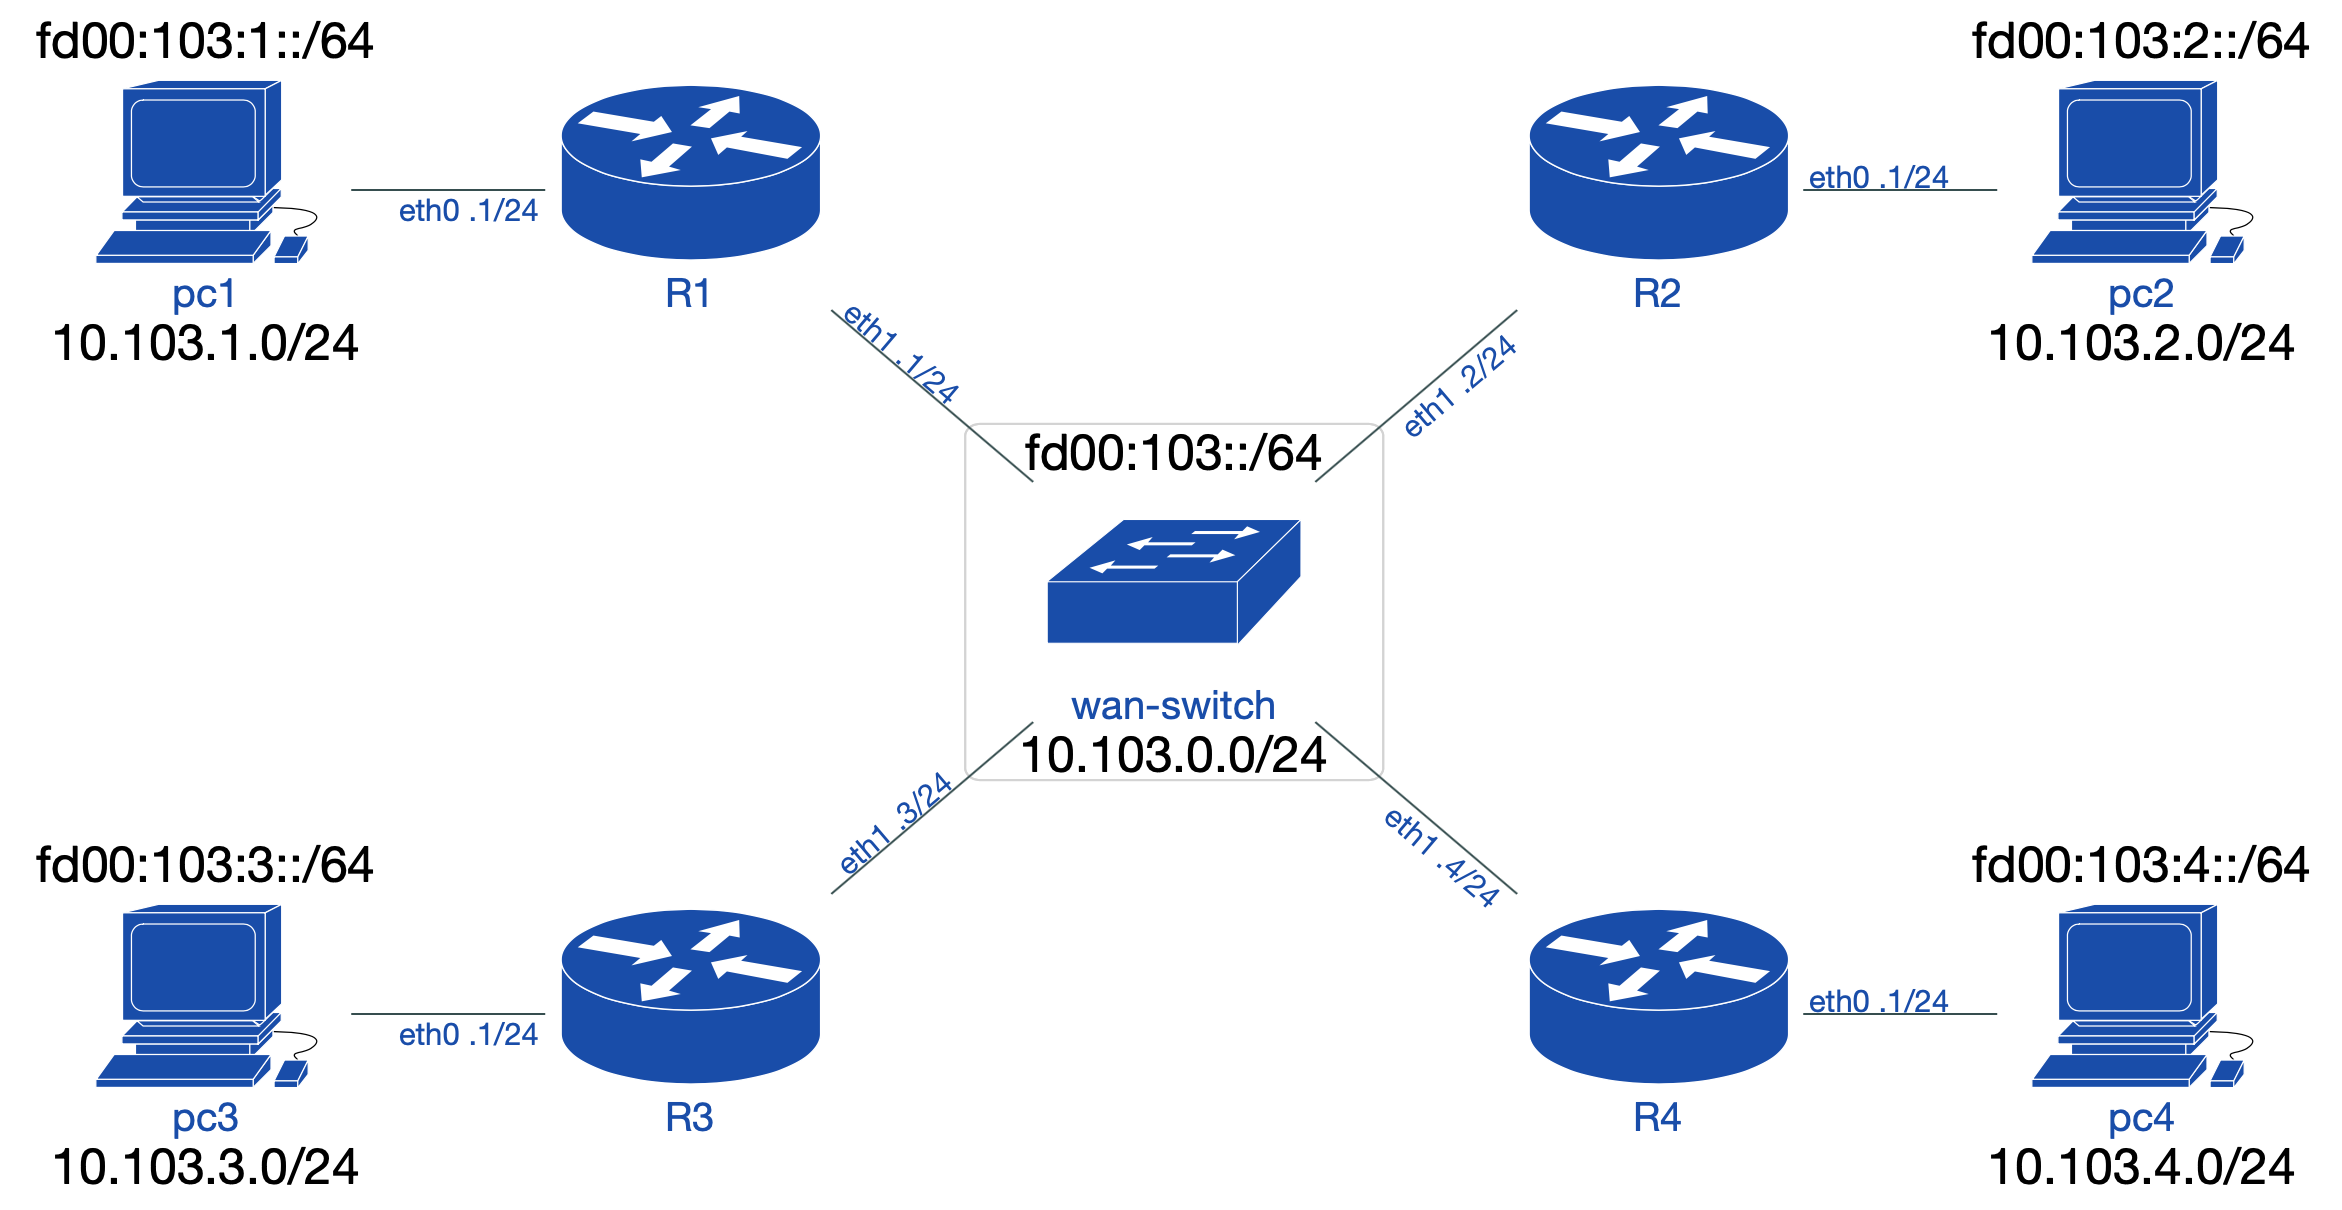 fd00:103:1::/64
fd00:103:2::/64
eth0 .1/24
eth0 .1/24
pc1
R1
R2
pc2
10.103.1.0/24
10.103.2.0/24
eth1 .1/24
eth1 .2/24
fd00:103::/64
wan-switch
10.103.0.0/24
eth1 .3/24
eth1 .4/24
fd00:103:3::/64
fd00:103:4::/64
eth0 .1/24
eth0 .1/24
pc3
R3
R4
pc4
10.103.3.0/24
10.103.4.0/24